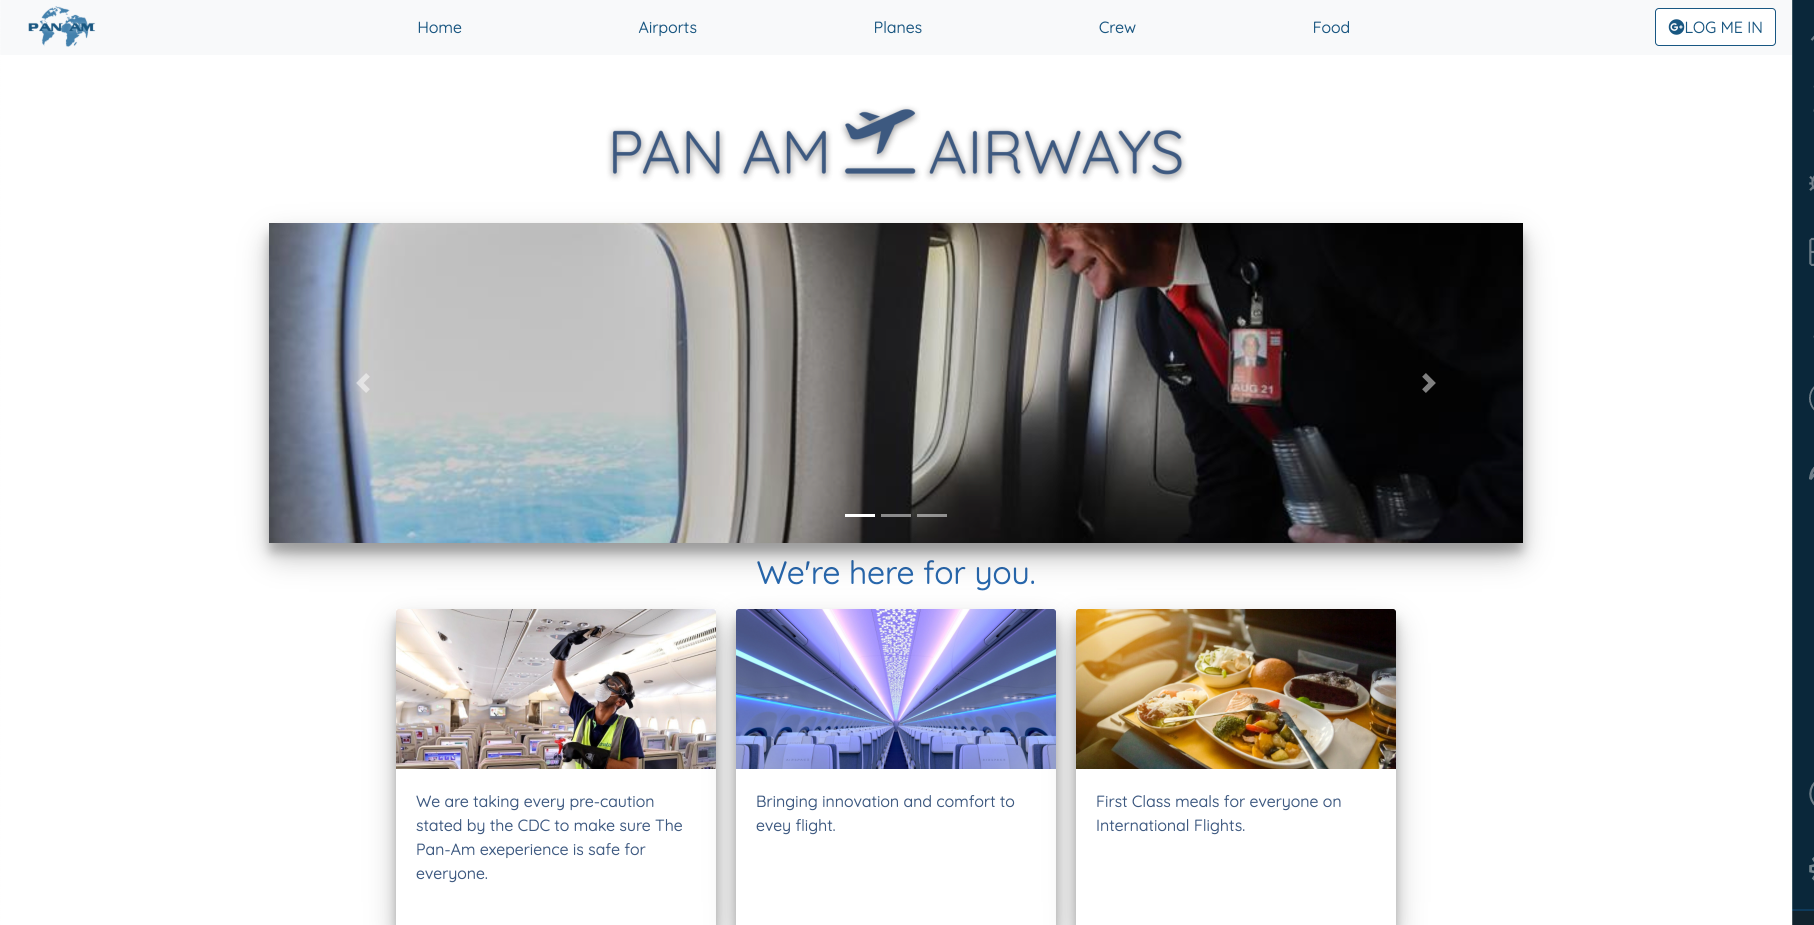 PAN AM
Home
Airports
Planes
Crew
Food
G+ LOG ME IN
PAN AM AIRWAYS
AUG 21
We're here for you.
We are taking every pre-caution
stated by the CDC to make sure The
Pan-Am exeperience is safe for
everyone.
Bringing innovation and comfort to
evey flight.
First Class meals for everyone on
International Flights.